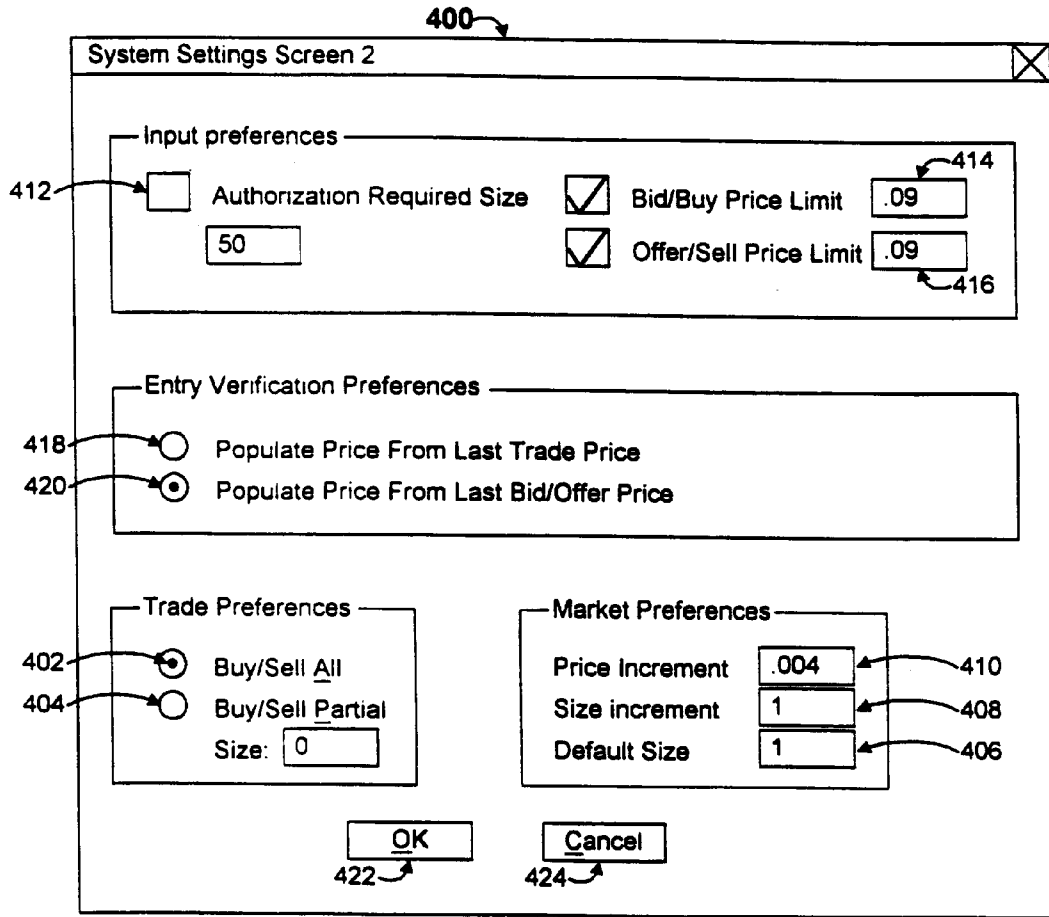 400
System Settings Screen 2
Input preferences
412 Authorization Required Size Bid/Buy Price Limit .09 414
50 Offer/Sell Price Limit .09 416
Entry Verification Preferences
418 Populate Price From Last Trade Price
420 Populate Price From Last Bid/Offer Price
Trade Preferences Market Preferences
402 Buy/Sell All Price Increment .004 410
404 Buy/Sell Partial Size increment 1 408
Size: 0 Default Size 1 406
OK Cancel
422 424